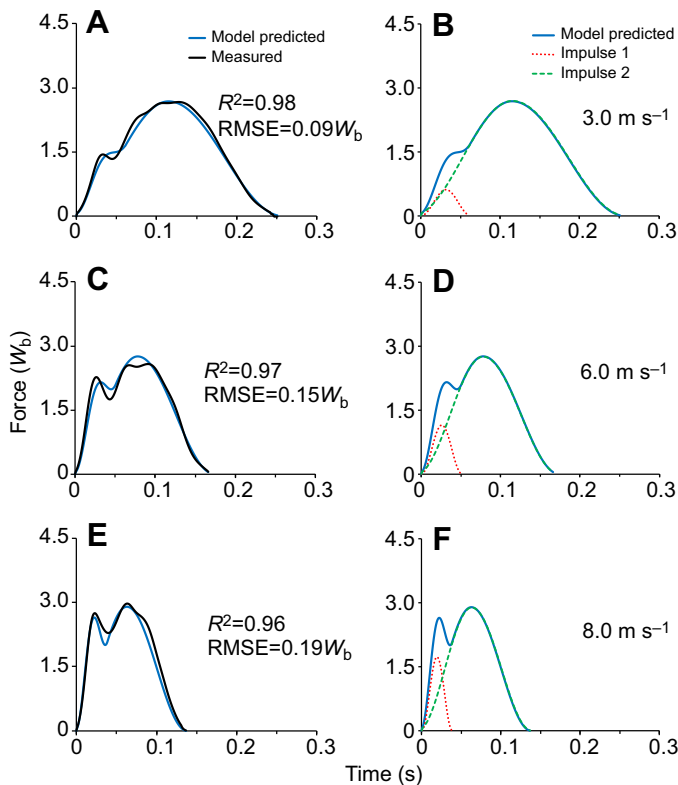 A
Model predicted
Measured
R²=0.98
RMSE=0.09Wb
4.5
3.0
1.5
0
0
0.1
0.2
0.3
B
Model predicted
Impulse 1
Impulse 2
3.0 m s⁻¹
4.5
3.0
1.5
0
0
0.1
0.2
0.3
C
R²=0.97
RMSE=0.15Wb
4.5
3.0
1.5
0
0
0.1
0.2
0.3
D
6.0 m s⁻¹
4.5
3.0
1.5
0
0
0.1
0.2
0.3
Force (Wb)
E
R²=0.96
RMSE=0.19Wb
4.5
3.0
1.5
0
0
0.1
0.2
0.3
F
8.0 m s⁻¹
4.5
3.0
1.5
0
0
0.1
0.2
0.3
Time (s)